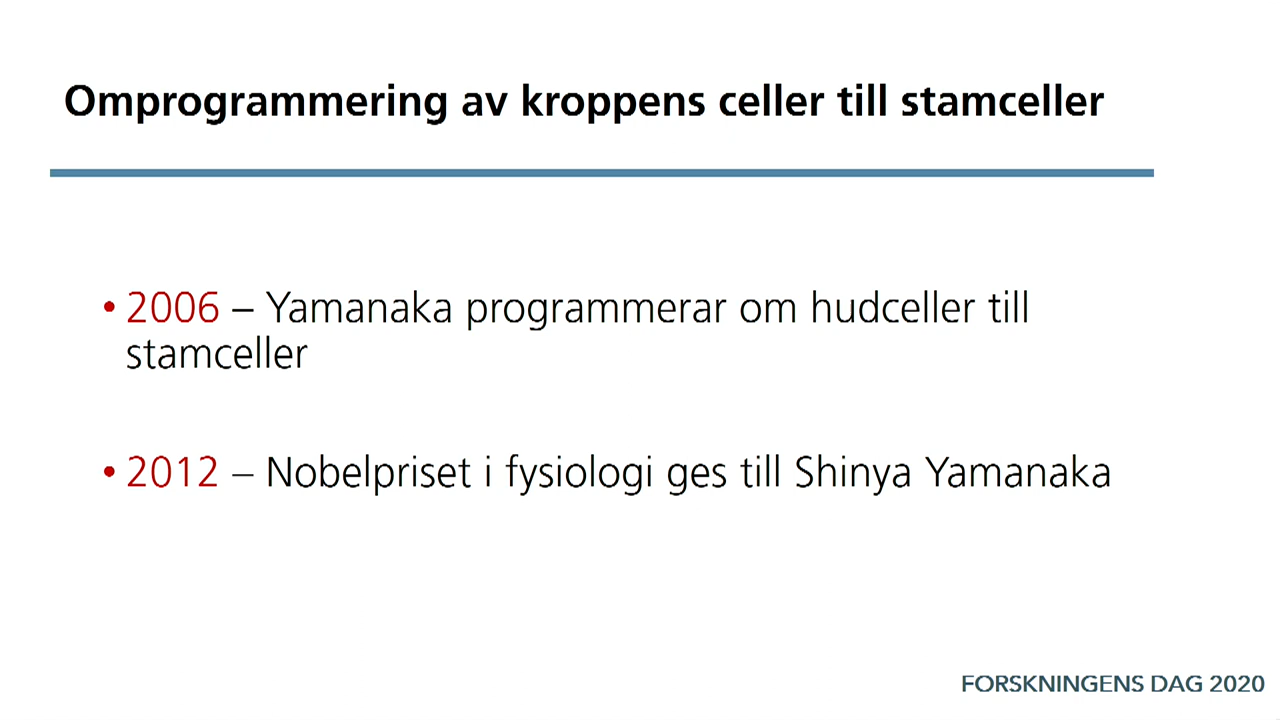 Omprogrammering av kroppens celler till stamceller
• 2006 – Yamanaka programmerar om hudceller till
stamceller
• 2012 – Nobelpriset i fysiologi ges till Shinya Yamanaka
FORSKNINGENS DAG 2020